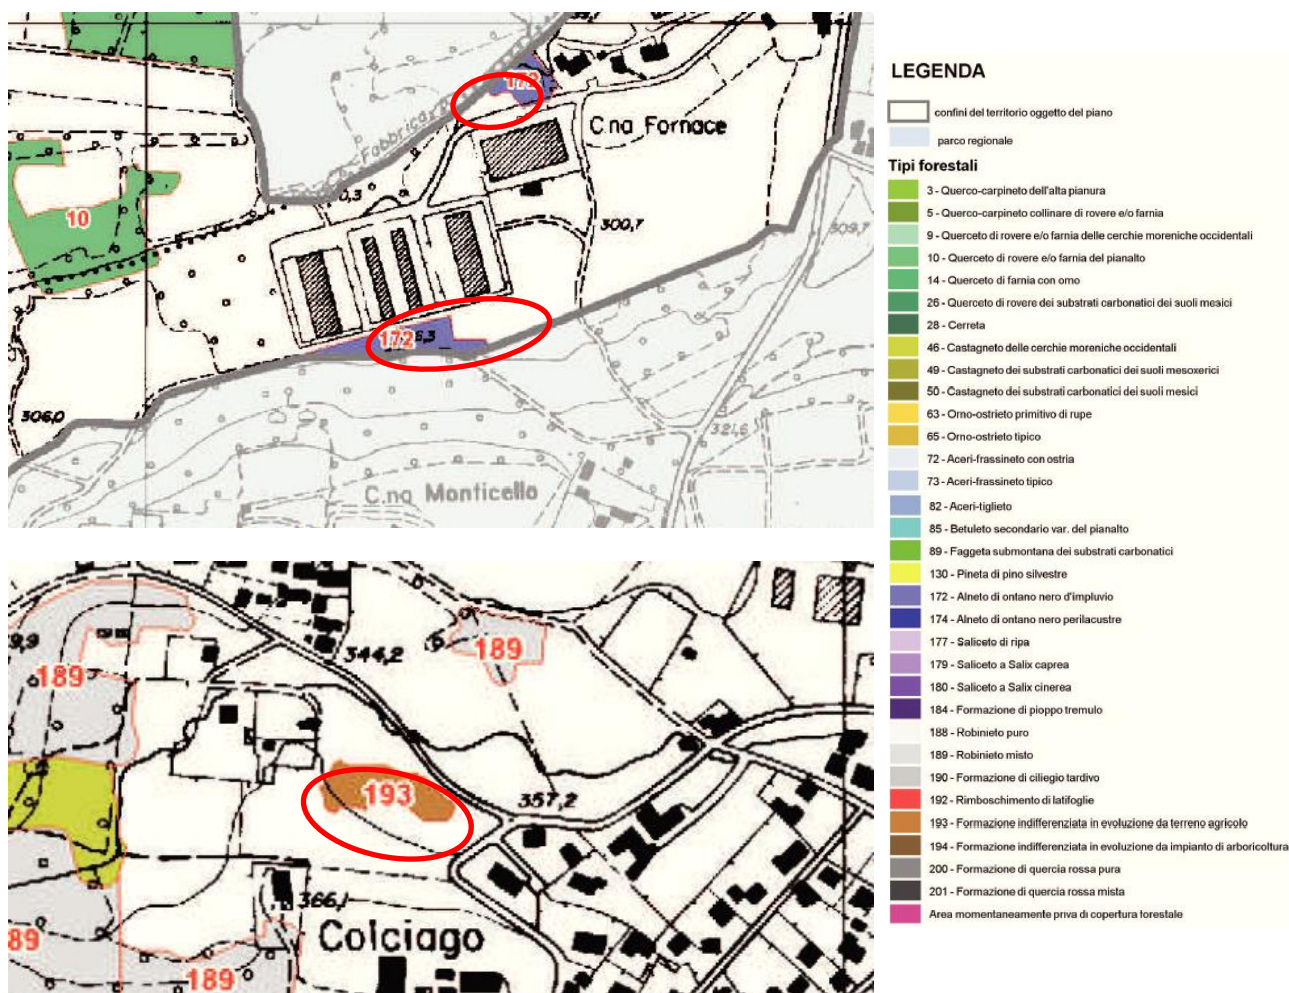 39,7
172
Fabbrica
C.na Fornace
0,3
10
300,7
309,7
172
6,3
306,0
321,6
C.na Monticello
9,9
344,2
189
189
193
357,2
366,1
Colciago
89
189
LEGENDA
confini del territorio oggetto del piano
parco regionale
Tipi forestali
3 - Querco-carpineto dell'alta pianura
5 - Querco-carpineto collinare di rovere e/o farnia
9 - Querceto di rovere e/o farnia delle cerchie moreniche occidentali
10 - Querceto di rovere e/o farnia del pianalto
14 - Querceto di farnia con orno
26 - Querceto di rovere dei substrati carbonatici dei suoli mesici
28 - Cerreta
46 - Castagneto delle cerchie moreniche occidentali
49 - Castagneto dei substrati carbonatici dei suoli mesoxerici
50 - Castagneto dei substrati carbonatici dei suoli mesici
63 - Orno-ostrieto primitivo di rupe
65 - Orno-ostrieto tipico
72 - Aceri-frassineto con ostria
73 - Aceri-frassineto tipico
82 - Aceri-tiglieto
85 - Betuleto secondario var. del pianalto
89 - Faggeta submontana dei substrati carbonatici
130 - Pineta di pino silvestre
172 - Alneto di ontano nero d'impluvio
174 - Alneto di ontano nero perilacustre
177 - Saliceto di ripa
179 - Saliceto a Salix caprea
180 - Saliceto a Salix cinerea
184 - Formazione di pioppo tremulo
188 - Robinieto puro
189 - Robinieto misto
190 - Formazione di ciliegio tardivo
192 - Rimboschimento di latifoglie
193 - Formazione indifferenziata in evoluzione da terreno agricolo
194 - Formazione indifferenziata in evoluzione da impianto di arboricoltura
200 - Formazione di quercia rossa pura
201 - Formazione di quercia rossa mista
Area momentaneamente priva di copertura forestale